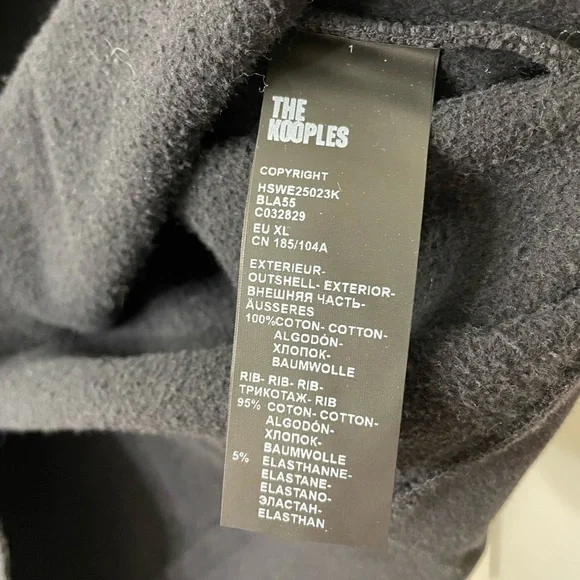 1
THE
KOOPLES
COPYRIGHT
HSWE25023K
BLA55
C032829
EU XL
CN 185/104A
EXTERIEUR-
OUTSHELL- EXTERIOR-
ВНЕШНЯЯ ЧАСТЬ-
ÄUSSERES
100%COTON- COTTON-
ALGODÓN-
ХЛОПОК-
BAUMWOLLE
RIB- RIB- RIB-
ТРИКОТАЖ- RIB
95% COTON- COTTON-
ALGODÓN-
ХЛОПОК-
BAUMWOLLE
5% ELASTHANNE-
ELASTANE-
ELASTANO-
ЭЛАСТАН-
ELASTHAN